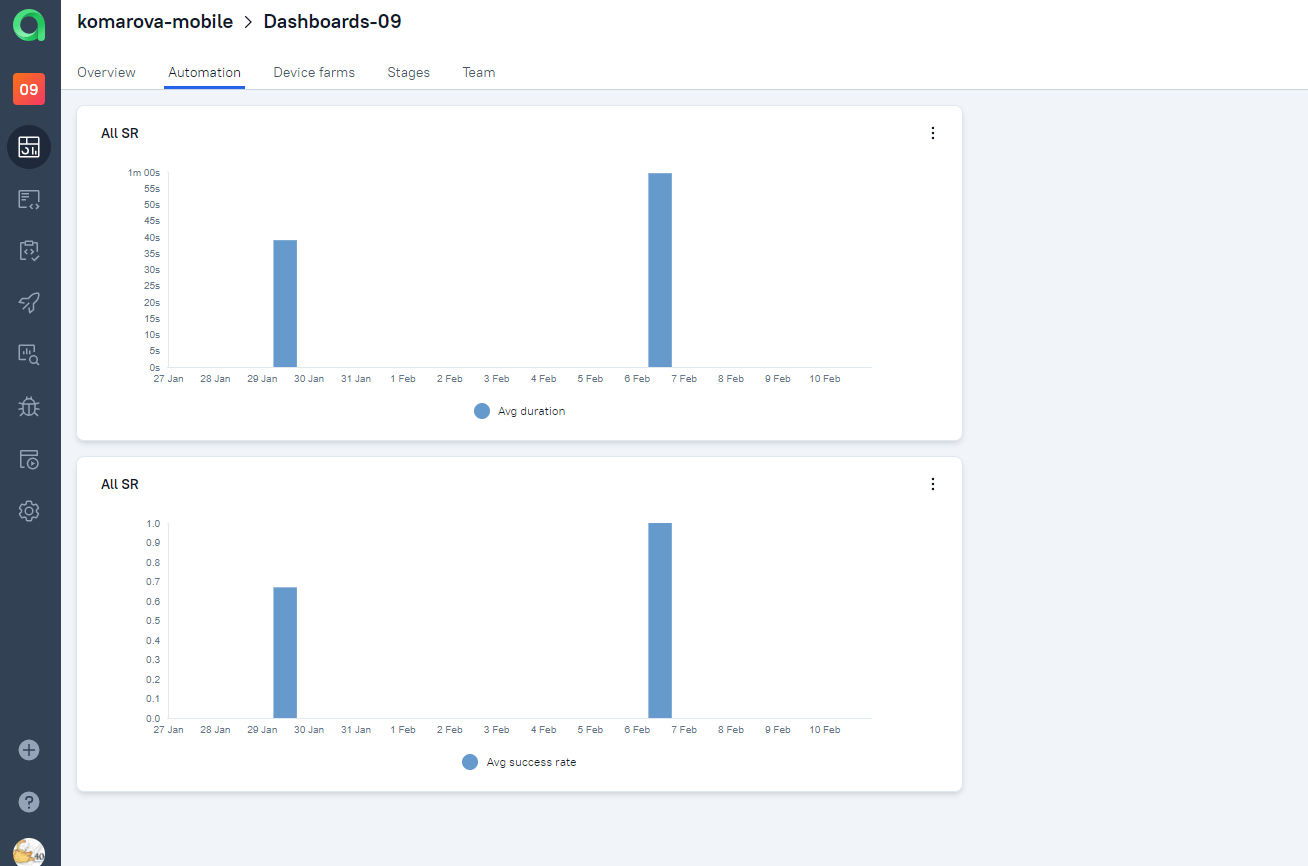 komarova-mobile > Dashboards-09
09
Overview Automation Device farms Stages Team
All SR
1m 00s
55s
50s
45s
40s
35s
30s
25s
20s
15s
10s
5s
0s
27 Jan 28 Jan 29 Jan 30 Jan 31 Jan 1 Feb 2 Feb 3 Feb 4 Feb 5 Feb 6 Feb 7 Feb 8 Feb 9 Feb 10 Feb
Avg duration
All SR
1.0
0.9
0.8
0.7
0.6
0.5
0.4
0.3
0.2
0.1
0.0
27 Jan 28 Jan 29 Jan 30 Jan 31 Jan 1 Feb 2 Feb 3 Feb 4 Feb 5 Feb 6 Feb 7 Feb 8 Feb 9 Feb 10 Feb
Avg success rate
?
40